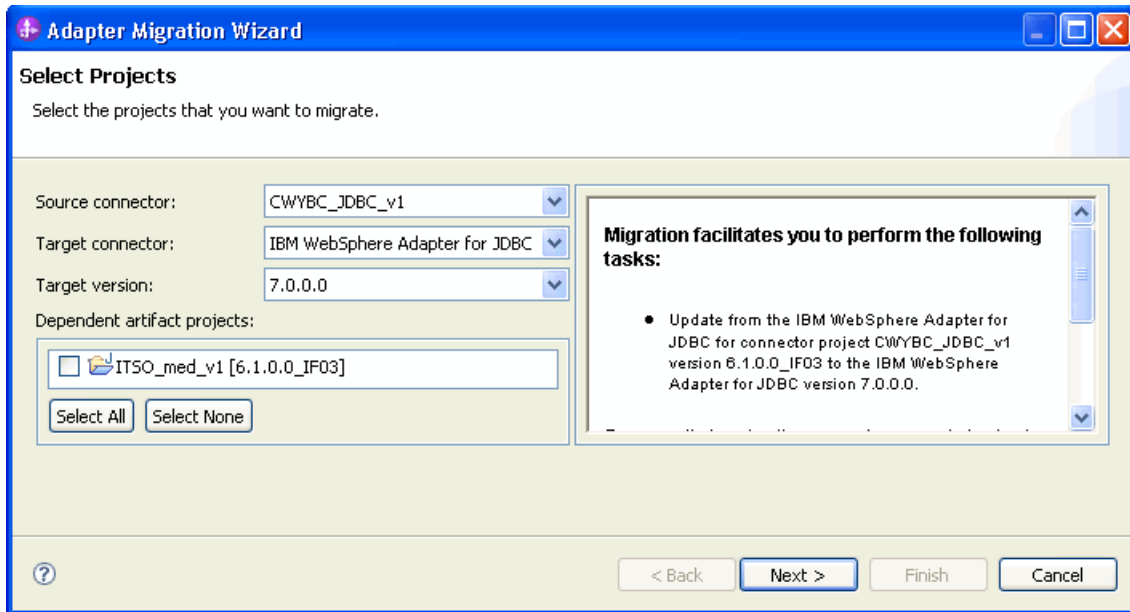 Adapter Migration Wizard
Select Projects
Select the projects that you want to migrate.
Source connector:
CWYBC_JDBC_v1
Target connector:
IBM WebSphere Adapter for JDBC
Target version:
7.0.0.0
Dependent artifact projects:
ITSO_med_v1 [6.1.0.0_IF03]
Select All
Select None
Migration facilitates you to perform the following
tasks:
● Update from the IBM WebSphere Adapter for
JDBC for connector project CWYBC_JDBC_v1
version 6.1.0.0_IF03 to the IBM WebSphere
Adapter for JDBC version 7.0.0.0.
?
< Back
Next >
Finish
Cancel